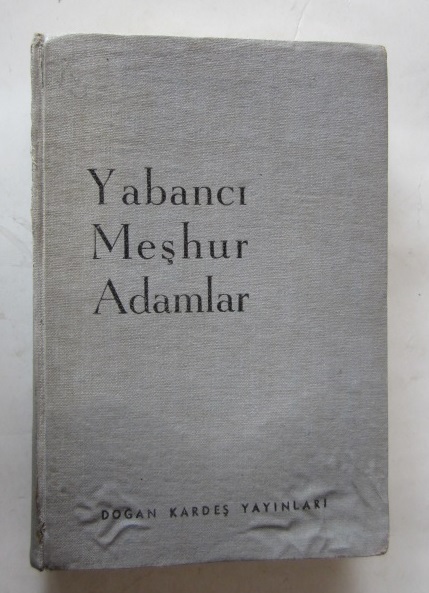 Yabancı
Meşhur
Adamlar
DOĞAN KARDEŞ YAYINLARI